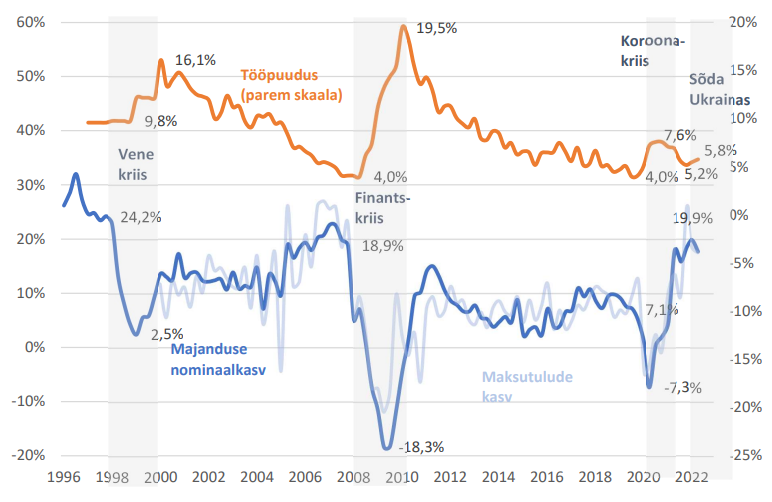 60%
50%
40%
30%
20%
10%
0%
-10%
-20%
20%
15%
10%
5%
0%
-5%
-10%
-15%
-20%
-25%
16,1%
19,5%
Koroona-
kriis
Tööpuudus
(parem skaala)
Sõda
Ukrainas
9,8%
7,6%
5,8%
Vene
kriis
4,0%
4,0%
5,2%
Finants-
kriis
24,2%
19,9%
18,9%
7,1%
2,5%
Majanduse
nominaalkasv
Maksutulude
kasv
-7,3%
-18,3%
1996 1998 2000 2002 2004 2006 2008 2010 2012 2014 2016 2018 2020 2022